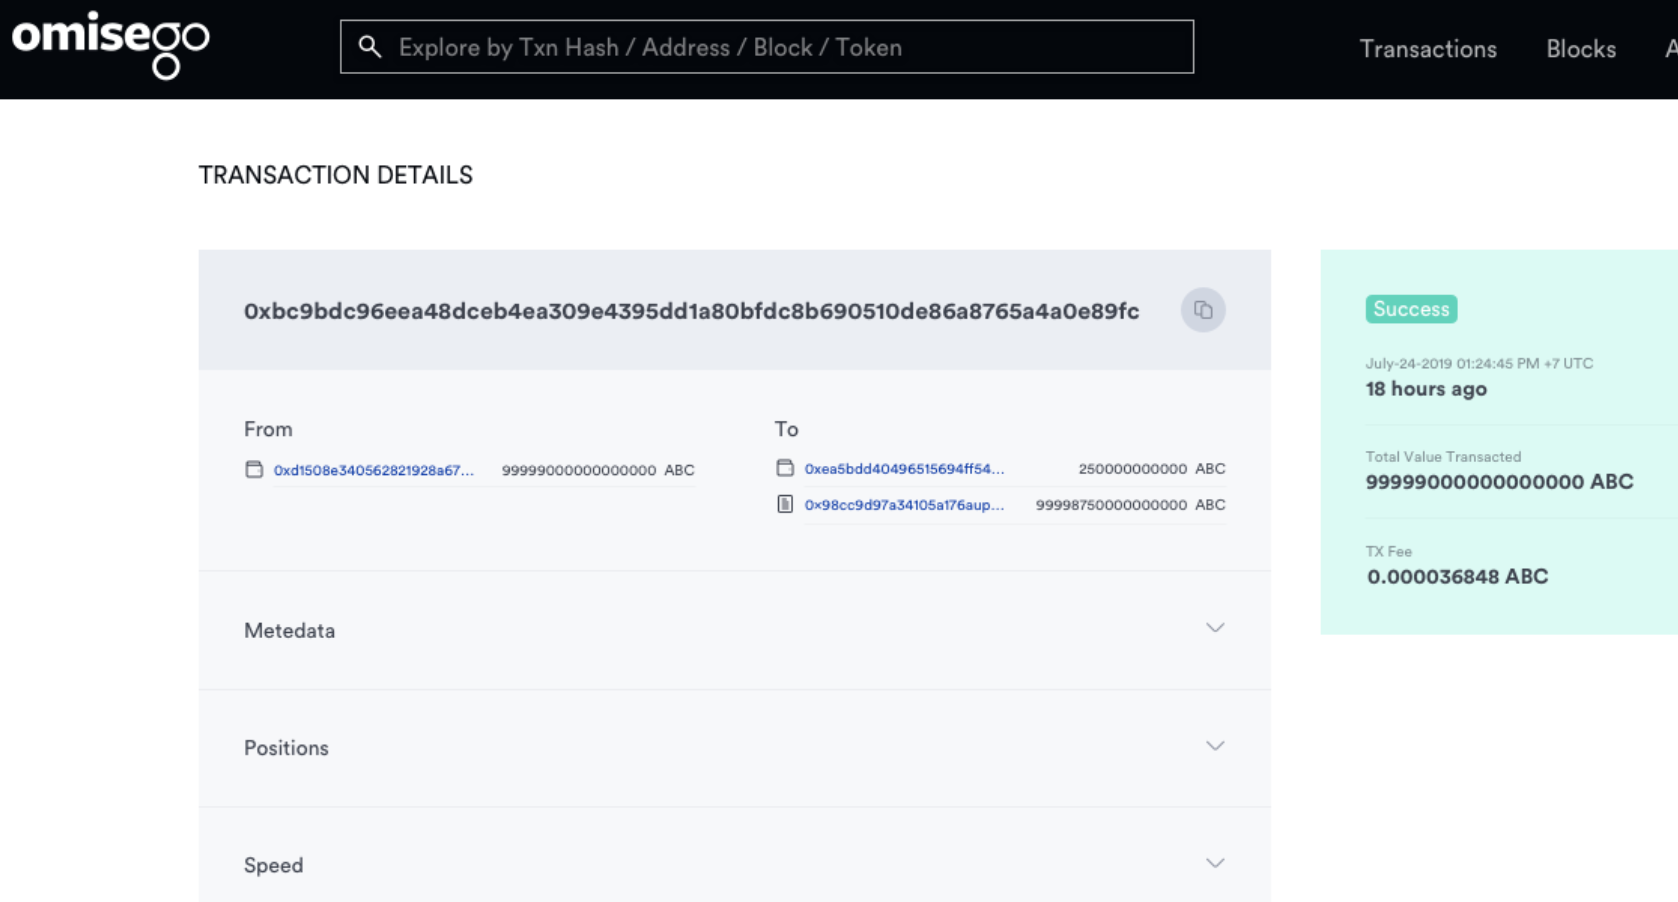 omisego
Explore by Txn Hash / Address / Block / Token
Transactions
Blocks
A
TRANSACTION DETAILS
0xbc9bdc96eea48dceb4ea309e4395dd1a80bfdc8b690510de86a8765a4a0e89fc
From
0xd1508e340562821928a67... 99999000000000000 ABC
To
0xea5bdd40496515694ff54... 250000000000 ABC
0x98cc9d97a34105a176aup... 99998750000000000 ABC
Metedata
Positions
Speed
Success
July-24-2019 01:24:45 PM +7 UTC
18 hours ago
Total Value Transacted
99999000000000000 ABC
TX Fee
0.000036848 ABC